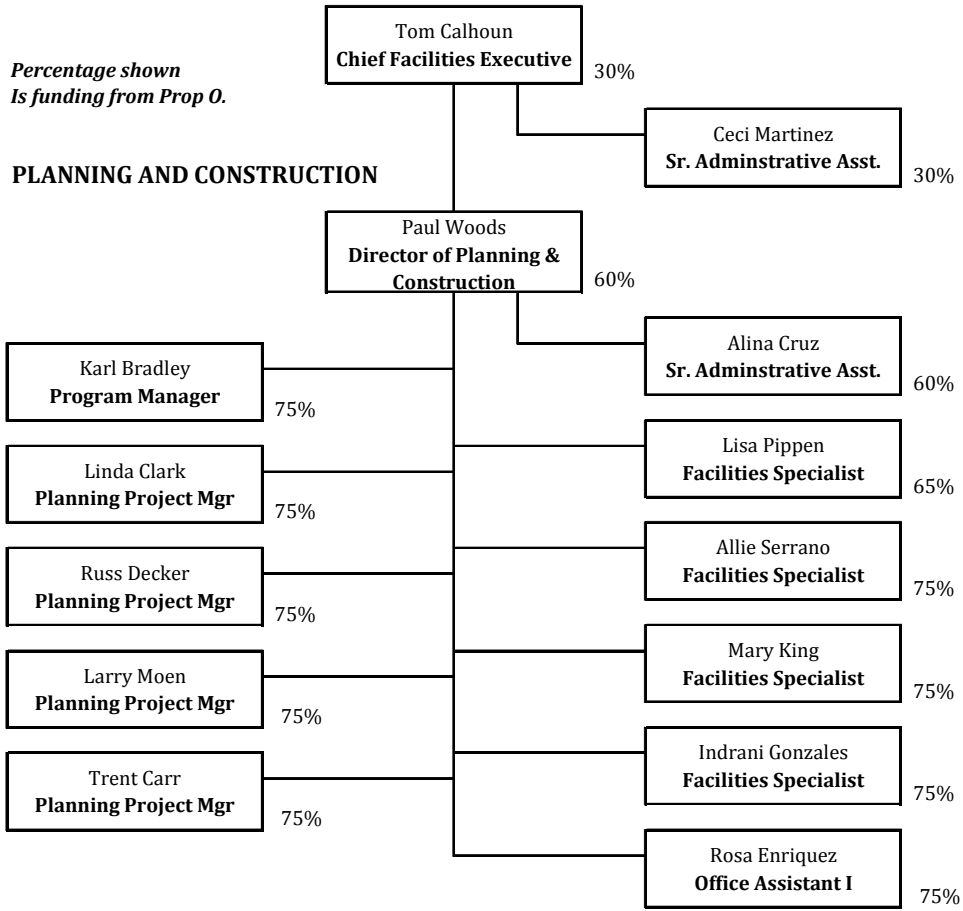 Tom Calhoun
Chief Facilities Executive
30%
Percentage shown
Is funding from Prop O.
Ceci Martinez
Sr. Adminstrative Asst.
30%
PLANNING AND CONSTRUCTION
Paul Woods
Director of Planning &
Construction
60%
Alina Cruz
Sr. Adminstrative Asst.
60%
Karl Bradley
Program Manager
75%
Lisa Pippen
Facilities Specialist
65%
Linda Clark
Planning Project Mgr
75%
Allie Serrano
Facilities Specialist
75%
Russ Decker
Planning Project Mgr
75%
Mary King
Facilities Specialist
75%
Larry Moen
Planning Project Mgr
75%
Indrani Gonzales
Facilities Specialist
75%
Trent Carr
Planning Project Mgr
75%
Rosa Enriquez
Office Assistant I
75%